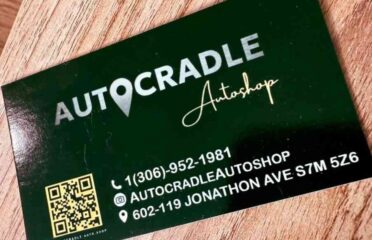 AUTOCRADLE
Autoshop
1(306)-952-1981
AUTOCRADLEAUTOSHOP
602-119 JONATHON AVE S7M 5Z6